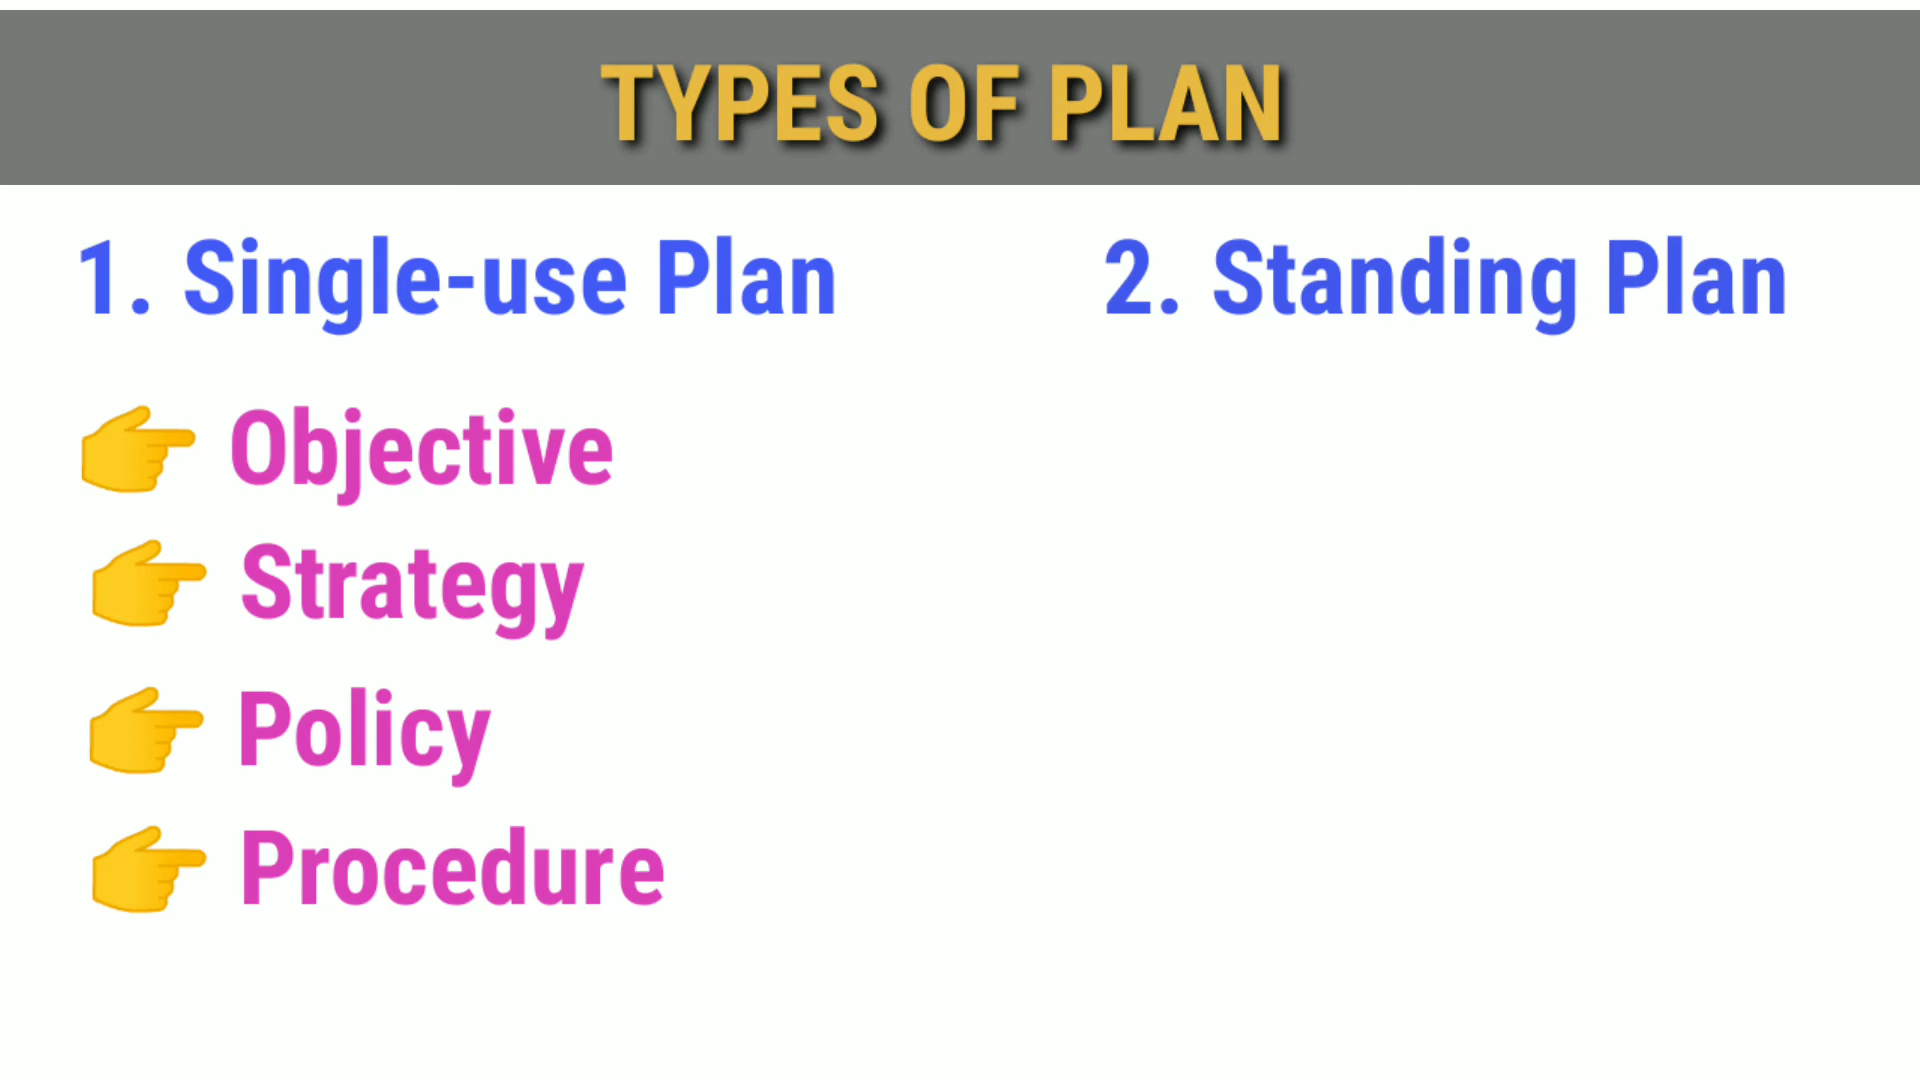 TYPES OF PLAN
1. Single-use Plan
2. Standing Plan
👉 Objective
👉 Strategy
👉 Policy
👉 Procedure